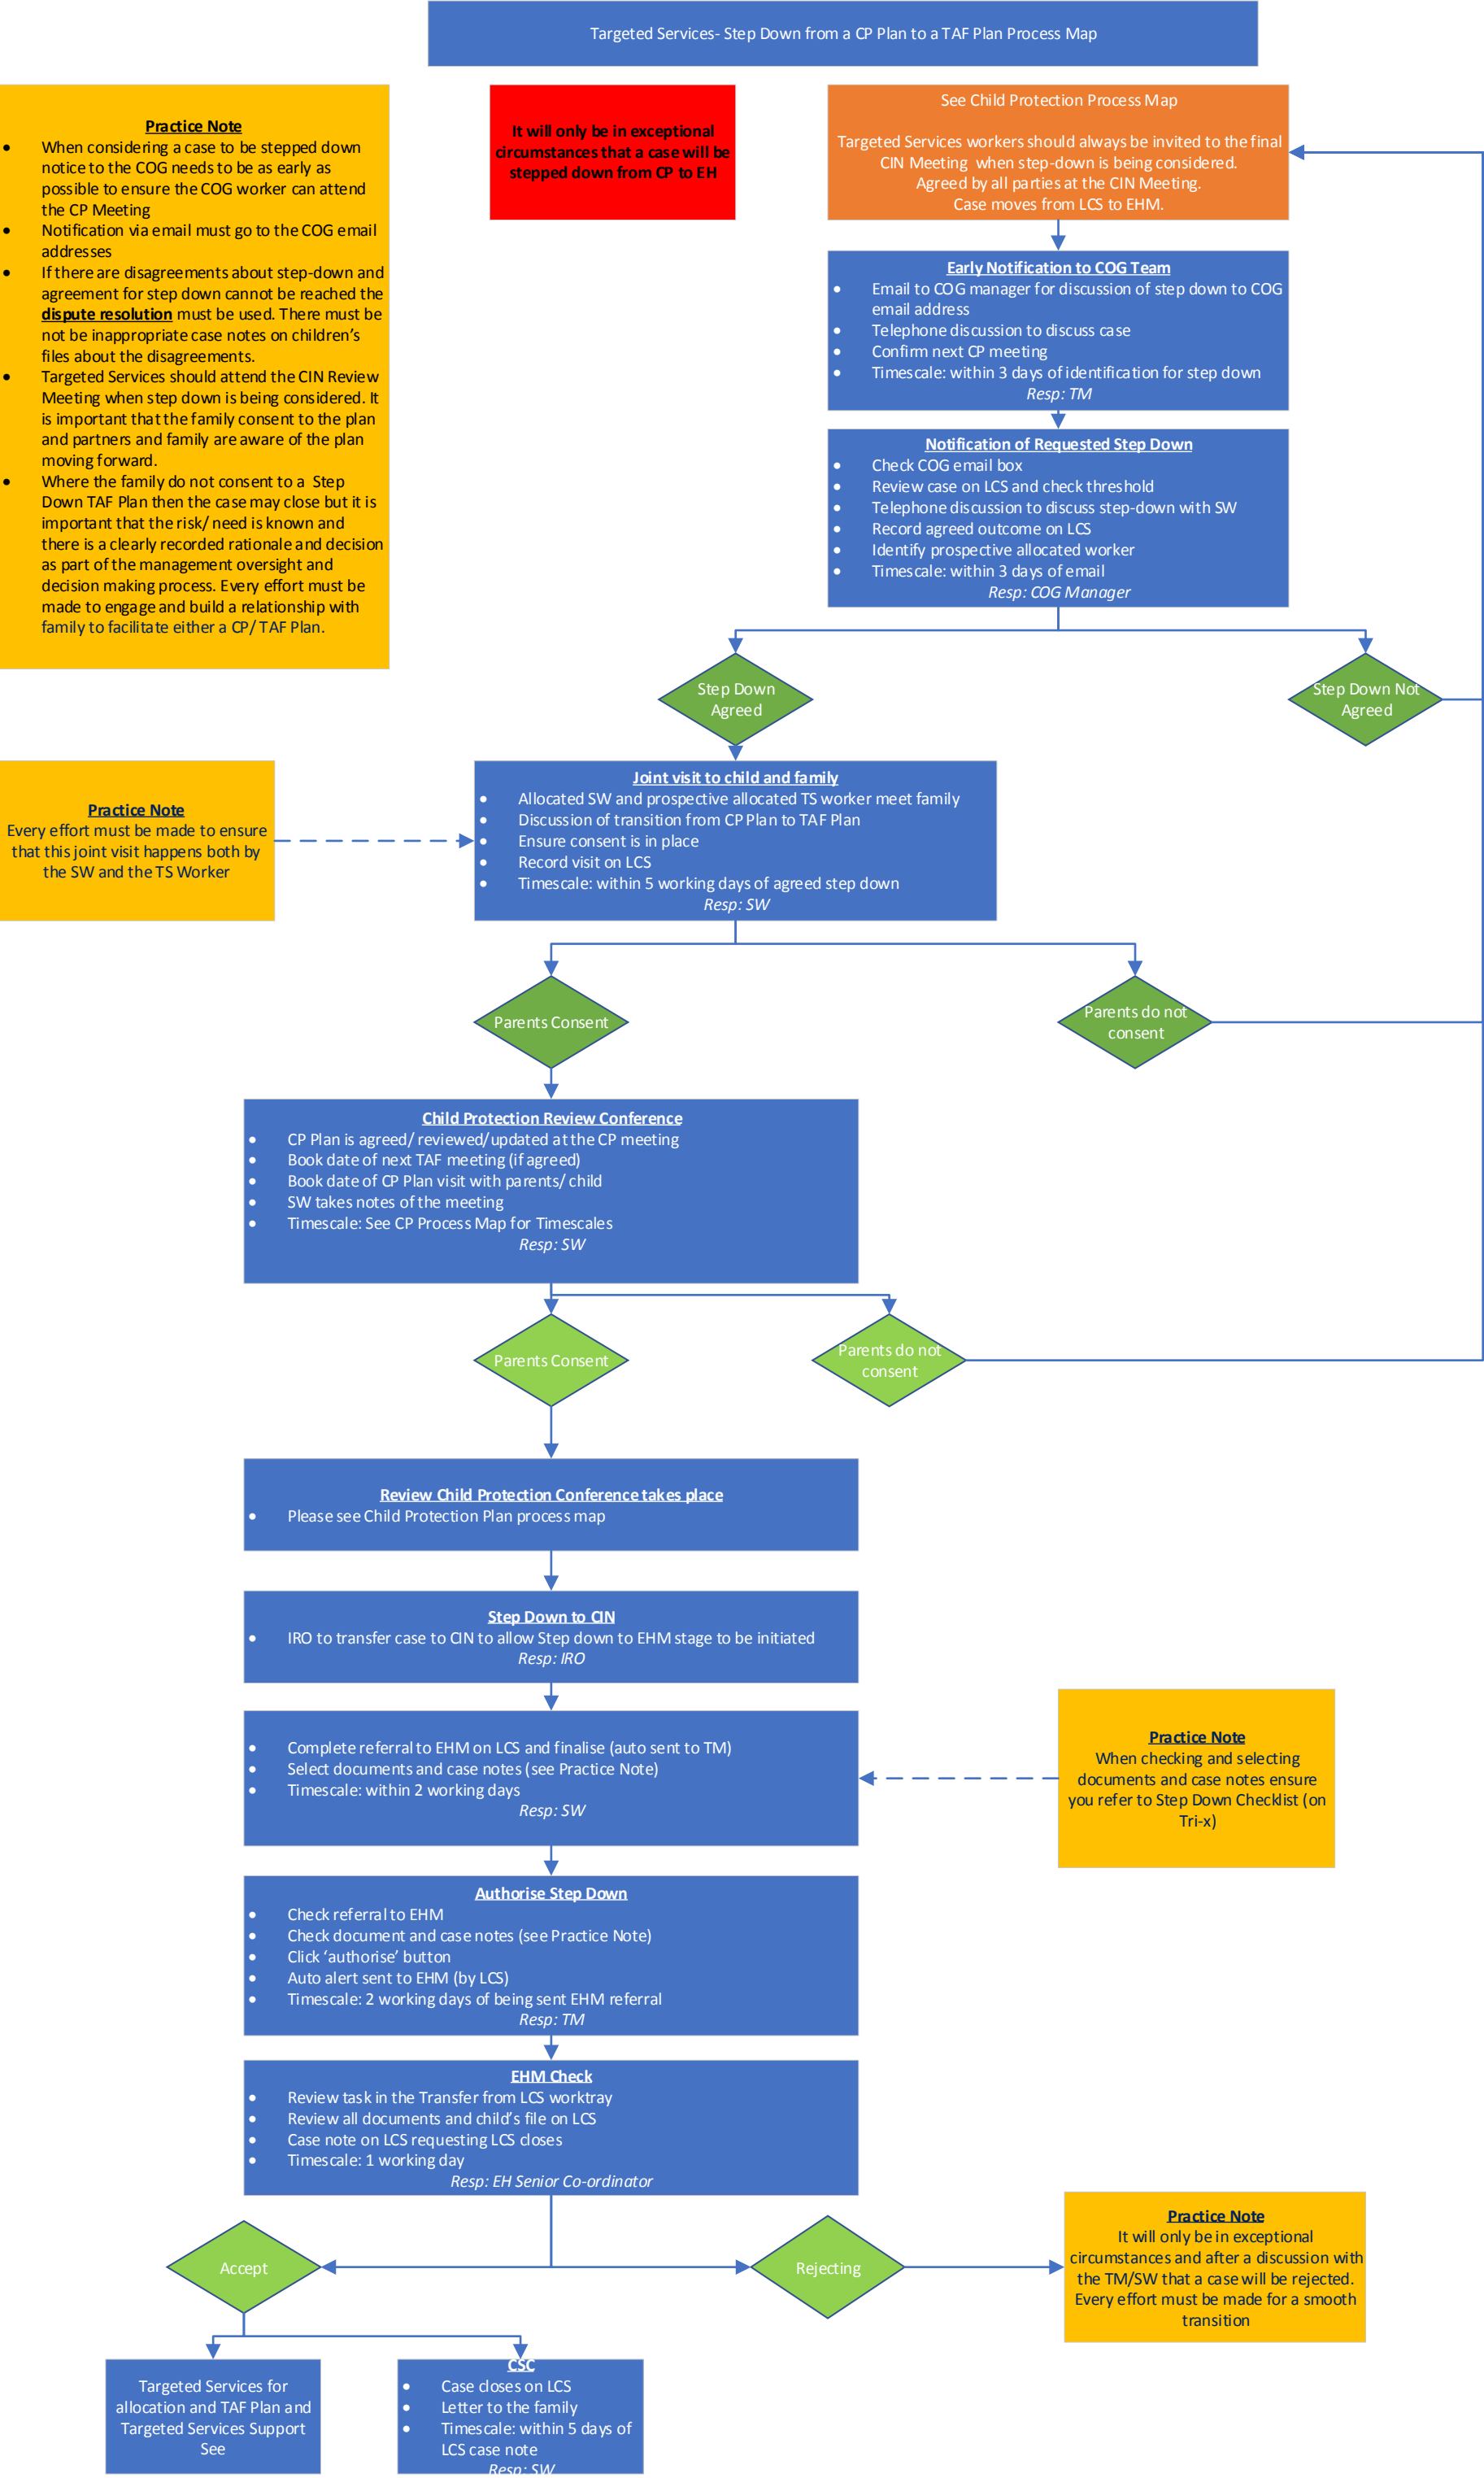 Targeted Services- Step Down from a CP Plan to a TAF Plan Process Map
Practice Note
• When considering a case to be stepped down
notice to the COG needs to be as early as
possible to ensure the COG worker can attend
the CP Meeting
• Notification via email must go to the COG email
addresses
• If there are disagreements about step-down and
agreement for step down cannot be reached the
dispute resolution must be used. There must be
not be inappropriate case notes on children's
files about the disagreements.
• Targeted Services should attend the CIN Review
Meeting when step down is being considered. It
is important that the family consent to the plan
and partners and family are aware of the plan
moving forward.
• Where the family do not consent to a Step
Down TAF Plan then the case may close but it is
important that the risk/ need is known and
there is a clearly recorded rationale and decision
as part of the management oversight and
decision making process. Every effort must be
made to engage and build a relationship with
family to facilitate either a CP/ TAF Plan.
It will only be in exceptional
circumstances that a case will be
stepped down from CP to EH
See Child Protection Process Map
Targeted Services workers should always be invited to the final
CIN Meeting when step-down is being considered.
Agreed by all parties at the CIN Meeting.
Case moves from LCS to EHM.
Early Notification to COG Team
• Email to COG manager for discussion of step down to COG
email address
• Telephone discussion to discuss case
• Confirm next CP meeting
• Timescale: within 3 days of identification for step down
Resp: TM
Notification of Requested Step Down
• Check COG email box
• Review case on LCS and check threshold
• Telephone discussion to discuss step-down with SW
• Record agreed outcome on LCS
• Identify prospective allocated worker
• Timescale: within 3 days of email
Resp: COG Manager
Step Down
Agreed
Step Down Not
Agreed
Practice Note
Every effort must be made to ensure
that this joint visit happens both by
the SW and the TS Worker
Joint visit to child and family
• Allocated SW and prospective allocated TS worker meet family
• Discussion of transition from CP Plan to TAF Plan
• Ensure consent is in place
• Record visit on LCS
• Timescale: within 5 working days of agreed step down
Resp: SW
Parents Consent
Parents do not
consent
Child Protection Review Conference
• CP Plan is agreed/ reviewed/updated at the CP meeting
• Book date of next TAF meeting (if agreed)
• Book date of CP Plan visit with parents/ child
• SW takes notes of the meeting
• Timescale: See CP Process Map for Timescales
Resp: SW
Parents Consent
Parents do not
consent
Review Child Protection Conference takes place
• Please see Child Protection Plan process map
Step Down to CIN
• IRO to transfer case to CIN to allow Step down to EHM stage to be initiated
Resp: IRO
• Complete referral to EHM on LCS and finalise (auto sent to TM)
• Select documents and case notes (see Practice Note)
• Timescale: within 2 working days
Resp: SW
Practice Note
When checking and selecting
documents and case notes ensure
you refer to Step Down Checklist (on
Tri-x)
Authorise Step Down
• Check referral to EHM
• Check document and case notes (see Practice Note)
• Click ‘authorise’ button
• Auto alert sent to EHM (by LCS)
• Timescale: 2 working days of being sent EHM referral
Resp: TM
EHM Check
• Review task in the Transfer from LCS worktray
• Review all documents and child’s file on LCS
• Case note on LCS requesting LCS closes
• Timescale: 1 working day
Resp: EH Senior Co-ordinator
Accept
Rejecting
Practice Note
It will only be in exceptional
circumstances and after a discussion with
the TM/SW that a case will be rejected.
Every effort must be made for a smooth
transition
Targeted Services for
allocation and TAF Plan and
Targeted Services Support
See
CSC
• Case closes on LCS
• Letter to the family
• Timescale: within 5 days of
LCS case note
Resp: SW